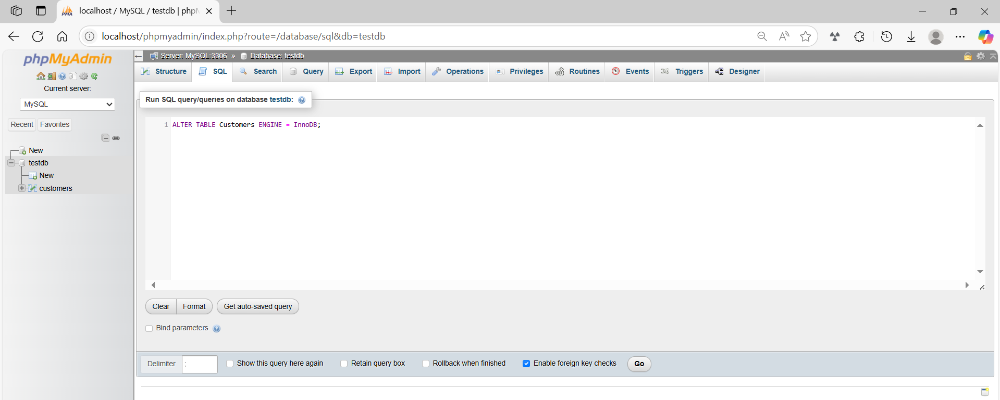 localhost / MySQL / testdb | php
localhost/phpmyadmin/index.php?route=/database/sql&db=testdb
phpMyAdmin
Current server:
MySQL
Recent Favorites
New
testdb
New
customers
Server: MySQL:3306 » Database: testdb
Structure SQL Search Query Export Import Operations Privileges Routines Events Triggers Designer
Run SQL query/queries on database testdb:
1 ALTER TABLE Customers ENGINE = InnoDB;
Clear Format Get auto-saved query
Bind parameters
Delimiter ; Show this query here again Retain query box Rollback when finished Enable foreign key checks Go